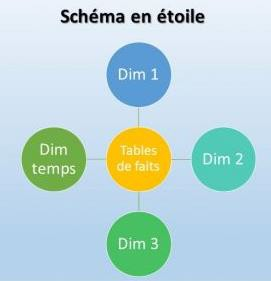 Schéma en étoile
Dim 1
Dim
temps
Tables
de faits
Dim 2
Dim 3